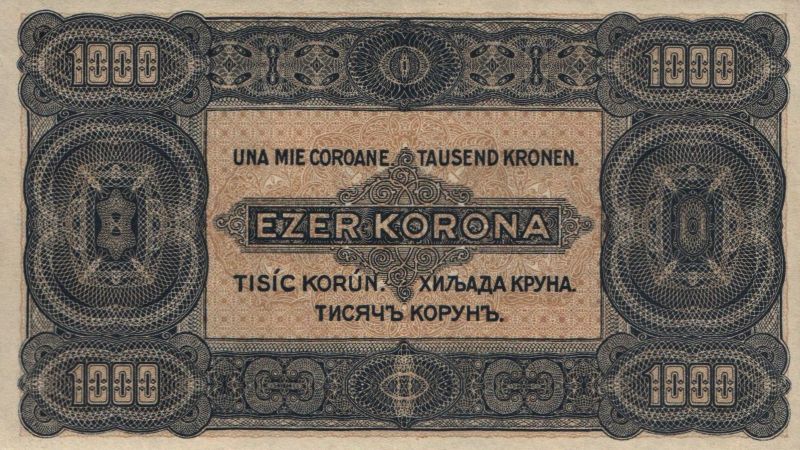 1000 1000
UNA MIE COROANE. TAUSEND KRONEN.
EZER KORONA
TISÍC KORÚN. ХИЉАДА КРУНА.
ТИСЯЧЪ КОРУНЪ.
1000 1000